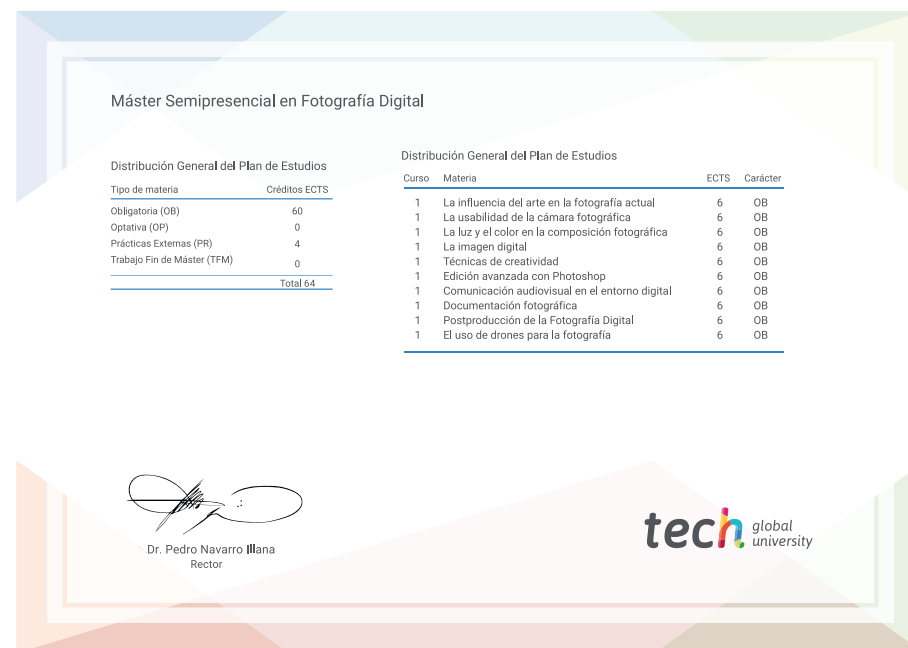 Máster Semipresencial en Fotografía Digital
Distribución General del Plan de Estudios
Tipo de materia Créditos ECTS
Obligatoria (OB) 60
Optativa (OP) 0
Prácticas Externas (PR) 4
Trabajo Fin de Máster (TFM) 0
Total 64
Distribución General del Plan de Estudios
Curso Materia ECTS Carácter
1 La influencia del arte en la fotografía actual 6 OB
1 La usabilidad de la cámara fotográfica 6 OB
1 La luz y el color en la composición fotográfica 6 OB
1 La imagen digital 6 OB
1 Técnicas de creatividad 6 OB
1 Edición avanzada con Photoshop 6 OB
1 Comunicación audiovisual en el entorno digital 6 OB
1 Documentación fotográfica 6 OB
1 Postproducción de la Fotografía Digital 6 OB
1 El uso de drones para la fotografía 6 OB
Dr. Pedro Navarro Illana
Rector
tech global
university